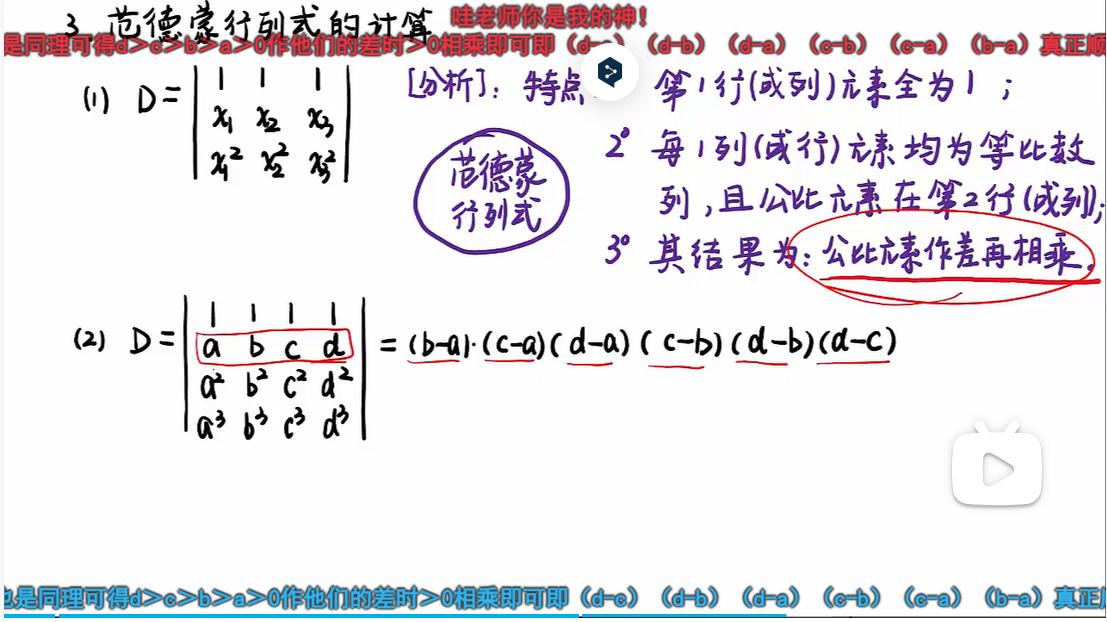 3. 范德蒙行列式的计算
哇老师你是我的神！
是同理可得d＞c＞b＞a＞0作他们的差时＞0相乘即可即（d-c）（d-b）（d-a）（c-b）（c-a）（b-a）真正顺
(1) D = | 1 1 1 |
| x₁ x₂ x₃ |
| x₁² x₂² x₃² |
[分析]：特点 第1行(或列)元素全为1；
范德蒙
行列式
2° 每1列(或行)元素均为等比数
列，且公比元素在第2行(或列);
3° 其结果为：公比元素作差再相乘.
(2) D = | 1 1 1 1 |
| a b c d | = (b-a)·(c-a)(d-a)(c-b)(d-b)(d-c)
| a² b² c² d² |
| a³ b³ c³ d³ |
也是同理可得d＞c＞b＞a＞0作他们的差时＞0相乘即可即（d-c）（d-b）（d-a）（c-b）（c-a）（b-a）真正